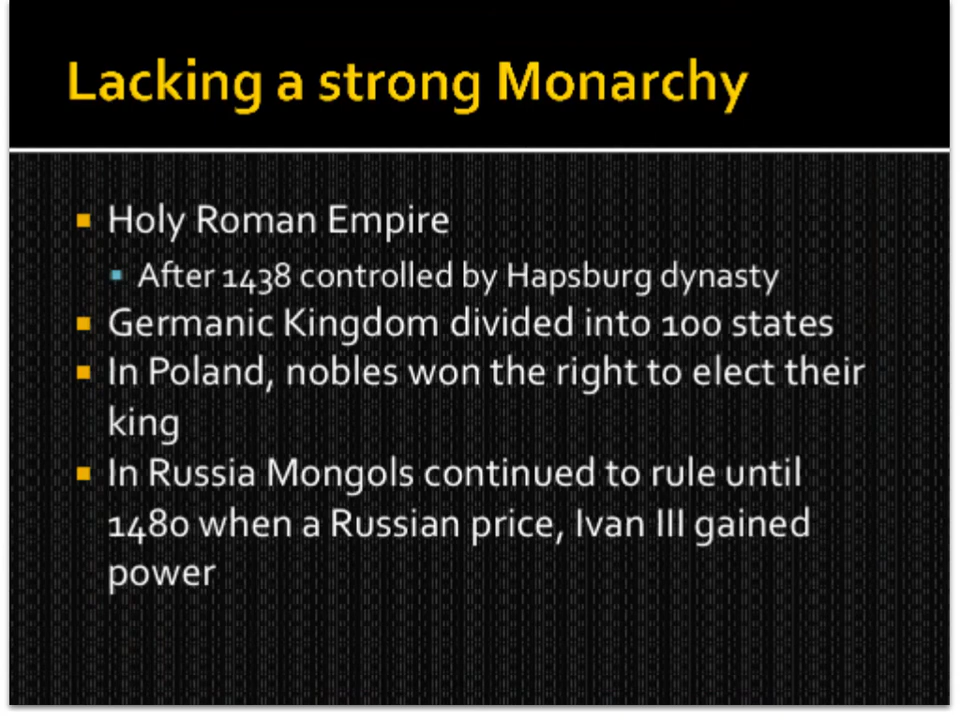 Lacking a strong Monarchy
Holy Roman Empire
After 1438 controlled by Hapsburg dynasty
Germanic Kingdom divided into 100 states
In Poland, nobles won the right to elect their
king
In Russia Mongols continued to rule until
1480 when a Russian price, Ivan III gained
power